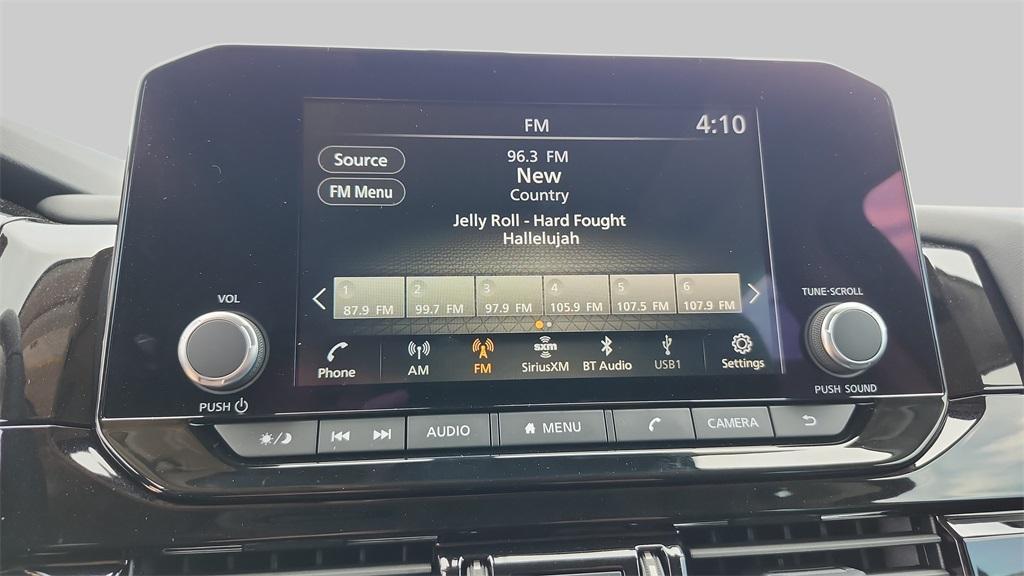 FM
4:10
Source
96.3 FM
New
FM Menu
Country
Jelly Roll - Hard Fought
Hallelujah
1 2 3 4 5 6
87.9 FM 99.7 FM 97.9 FM 105.9 FM 107.5 FM 107.9 FM
Phone AM FM sxm SiriusXM BT Audio USB1 Settings
VOL
PUSH
TUNE·SCROLL
PUSH SOUND
AUDIO MENU CAMERA